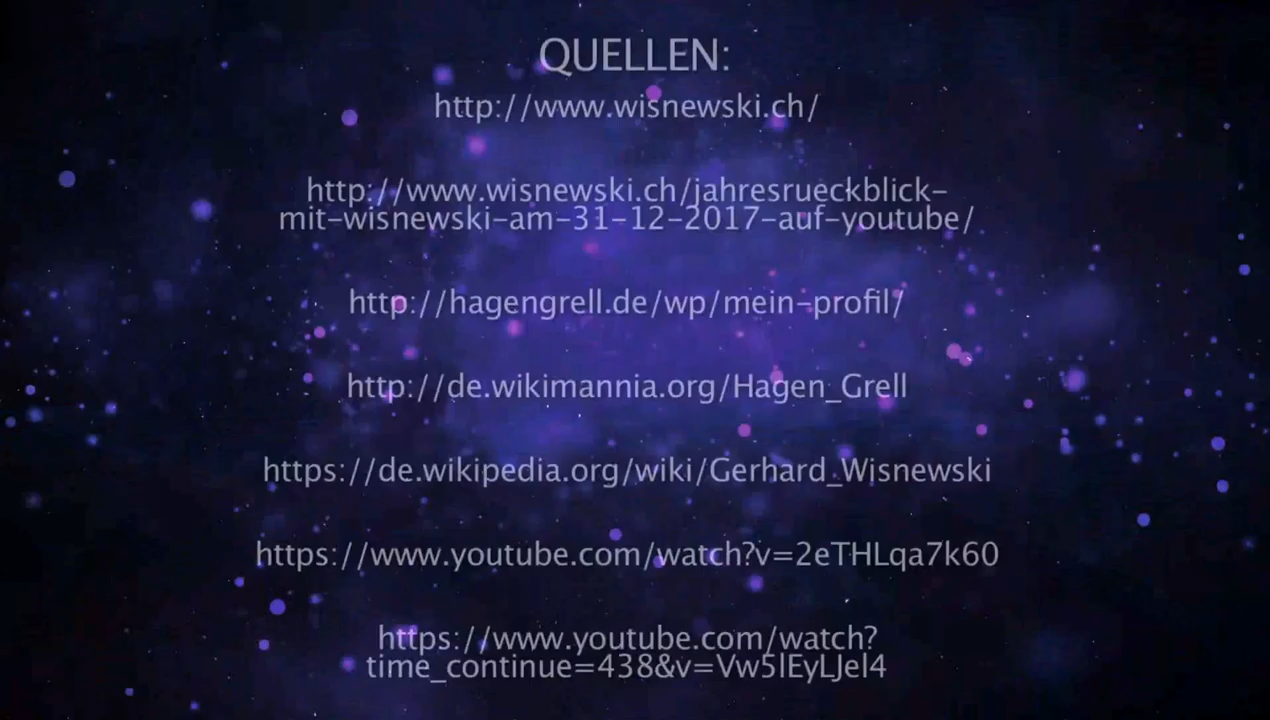 QUELLEN:
http://www.wisnewski.ch/
http://www.wisnewski.ch/jahresrueckblick-
mit-wisnewski-am-31-12-2017-auf-youtube/
http://hagengrell.de/wp/mein-profil/
http://de.wikimannia.org/Hagen_Grell
https://de.wikipedia.org/wiki/Gerhard_Wisnewski
https://www.youtube.com/watch?v=2eTHLqa7k60
https://www.youtube.com/watch?
time_continue=438&v=Vw5lEyLJel4